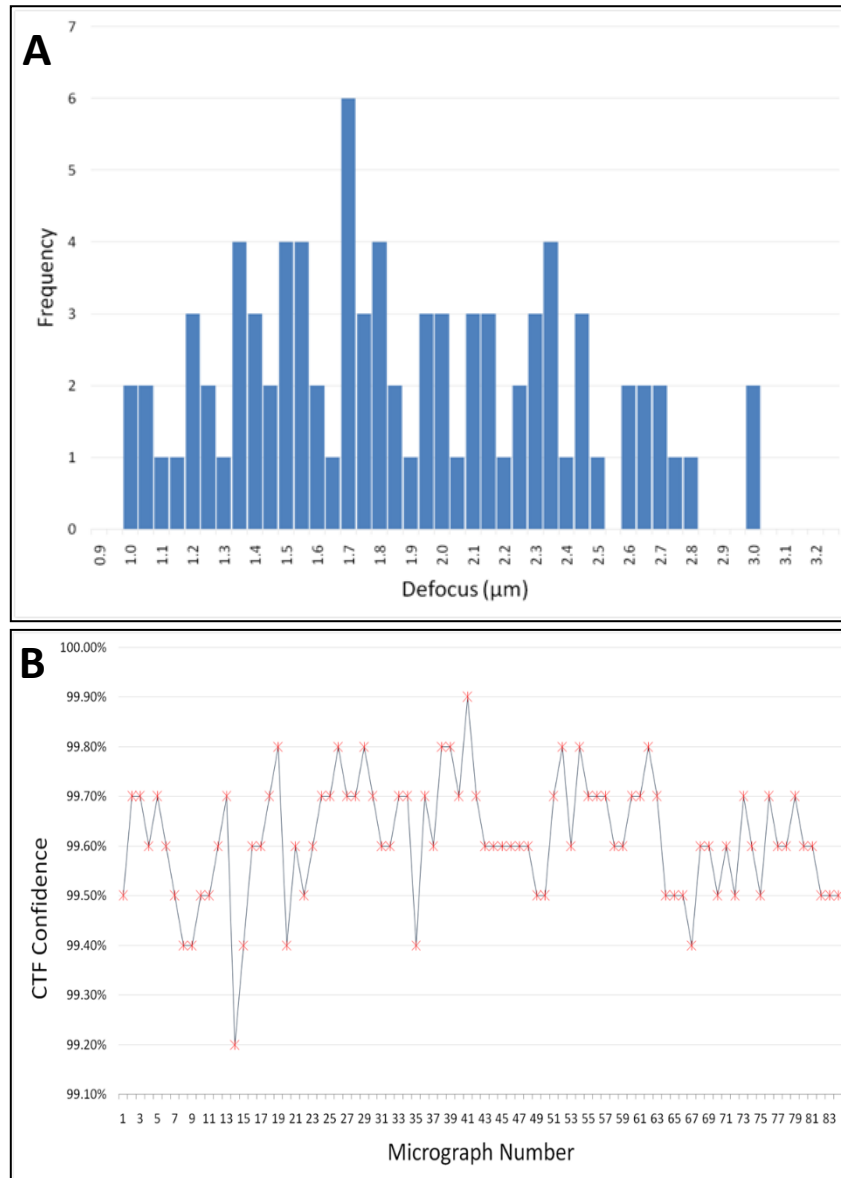 A
7
6
5
4
3
2
1
0
Frequency
0.9 1.0 1.1 1.2 1.3 1.4 1.5 1.6 1.7 1.8 1.9 2.0 2.1 2.2 2.3 2.4 2.5 2.6 2.7 2.8 2.9 3.0 3.1 3.2
Defocus (µm)
B
100.00%
99.90%
99.80%
99.70%
99.60%
99.50%
99.40%
99.30%
99.20%
99.10%
CTF Confidence
1 3 5 7 9 11 13 15 17 19 21 23 25 27 29 31 33 35 37 39 41 43 45 47 49 51 53 55 57 59 61 63 65 67 69 71 73 75 77 79 81 83
Micrograph Number